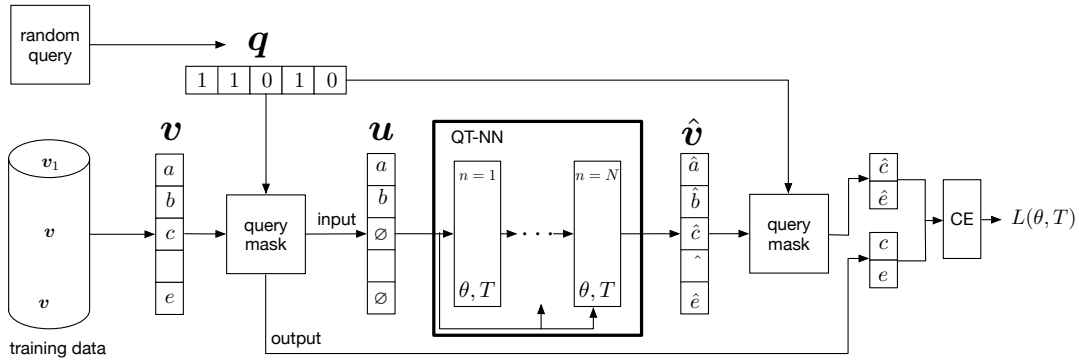 random
query
q
1 1 0 1 0
v
u
QT-NN
v̂
v₁
v
v
training data
a
b
c
e
query
mask
input
output
a
b
∅
∅
n = 1
θ, T
· · ·
n = N
θ, T
â
b̂
ĉ
ˆ
ê
query
mask
ĉ
ê
c
e
CE
L(θ, T)